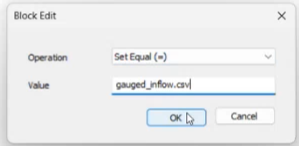 Block Edit
Operation
Set Equal (=)
Value
gauged_inflow.csv
OK
Cancel